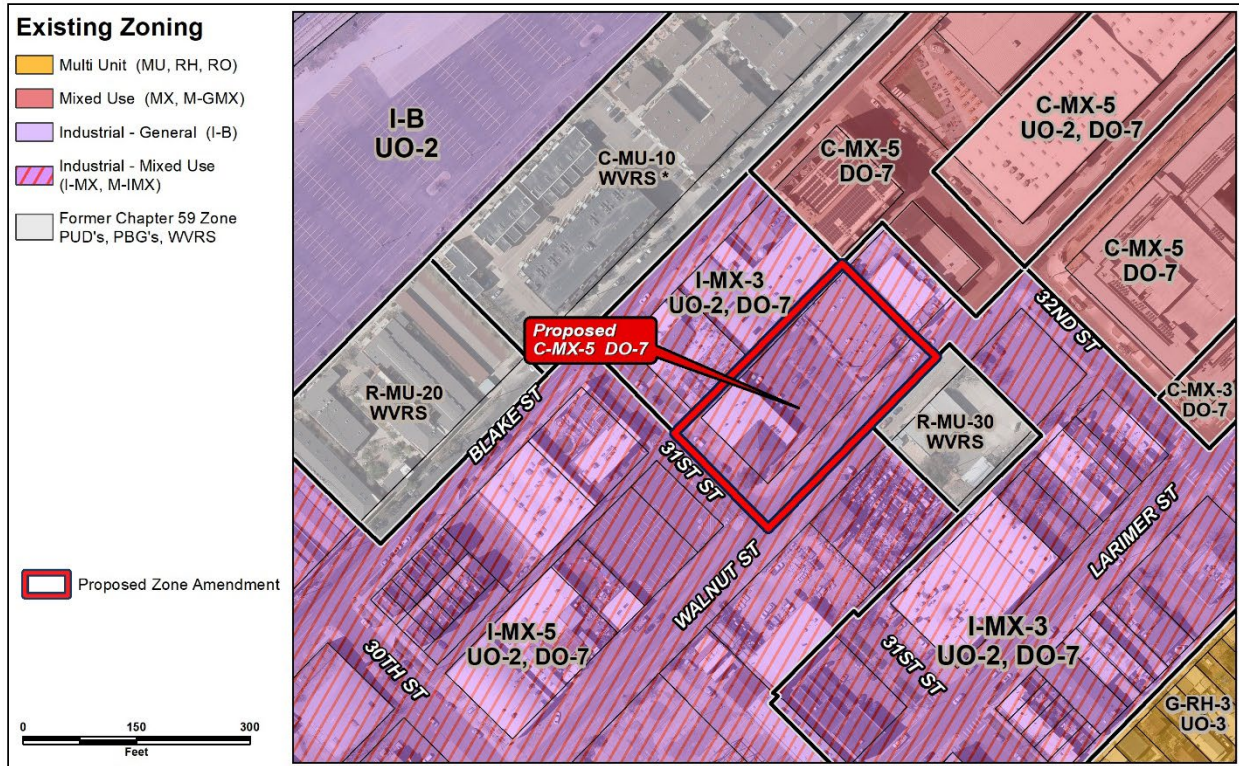 Existing Zoning
Multi Unit (MU, RH, RO)
Mixed Use (MX, M-GMX)
Industrial - General (I-B)
Industrial - Mixed Use
(I-MX, M-IMX)
Former Chapter 59 Zone
PUD's, PBG's, WVRS
Proposed Zone Amendment
0 150 300
Feet
I-B
UO-2
C-MU-10
WVRS *
C-MX-5
DO-7
C-MX-5
UO-2, DO-7
C-MX-5
DO-7
C-MX-3
DO-7
I-MX-3
UO-2, DO-7
Proposed
C-MX-5 DO-7
R-MU-20
WVRS
R-MU-30
WVRS
32ND ST
BLAKE ST
31ST ST
WALNUT ST
LARIMER ST
30TH ST
I-MX-5
UO-2, DO-7
31ST ST
I-MX-3
UO-2, DO-7
G-RH-3
UO-3